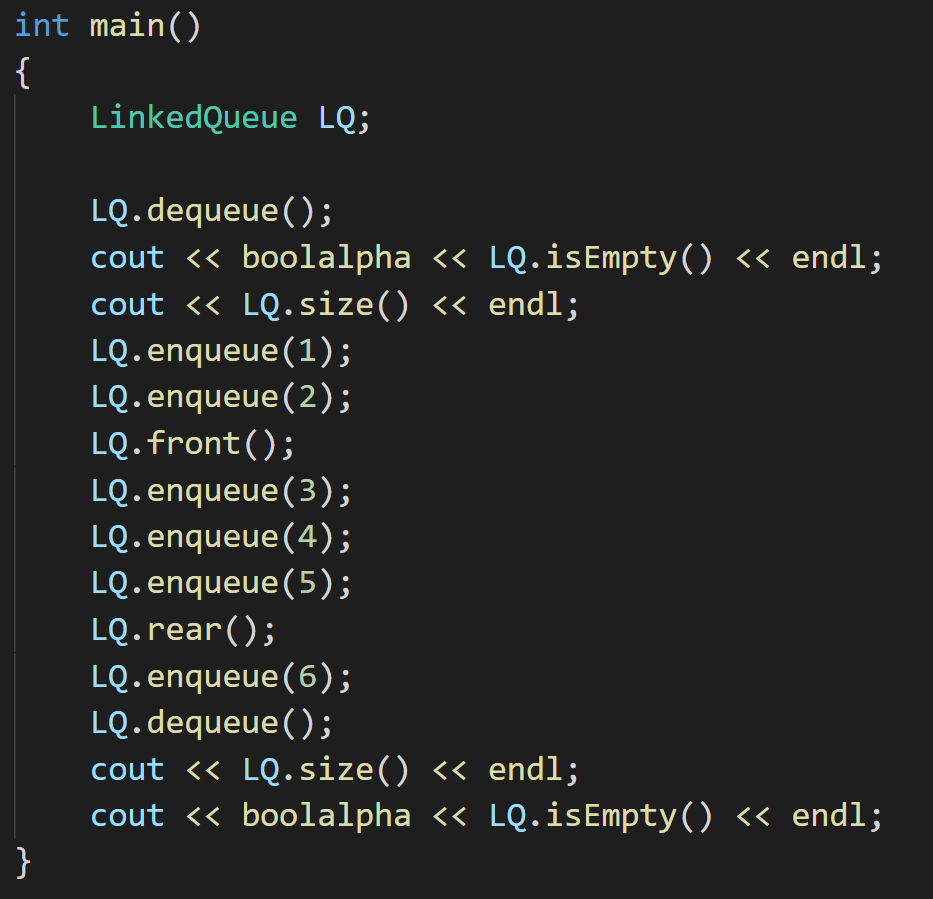 int main()
{
    LinkedQueue LQ;

    LQ.dequeue();
    cout << boolalpha << LQ.isEmpty() << endl;
    cout << LQ.size() << endl;
    LQ.enqueue(1);
    LQ.enqueue(2);
    LQ.front();
    LQ.enqueue(3);
    LQ.enqueue(4);
    LQ.enqueue(5);
    LQ.rear();
    LQ.enqueue(6);
    LQ.dequeue();
    cout << LQ.size() << endl;
    cout << boolalpha << LQ.isEmpty() << endl;
}